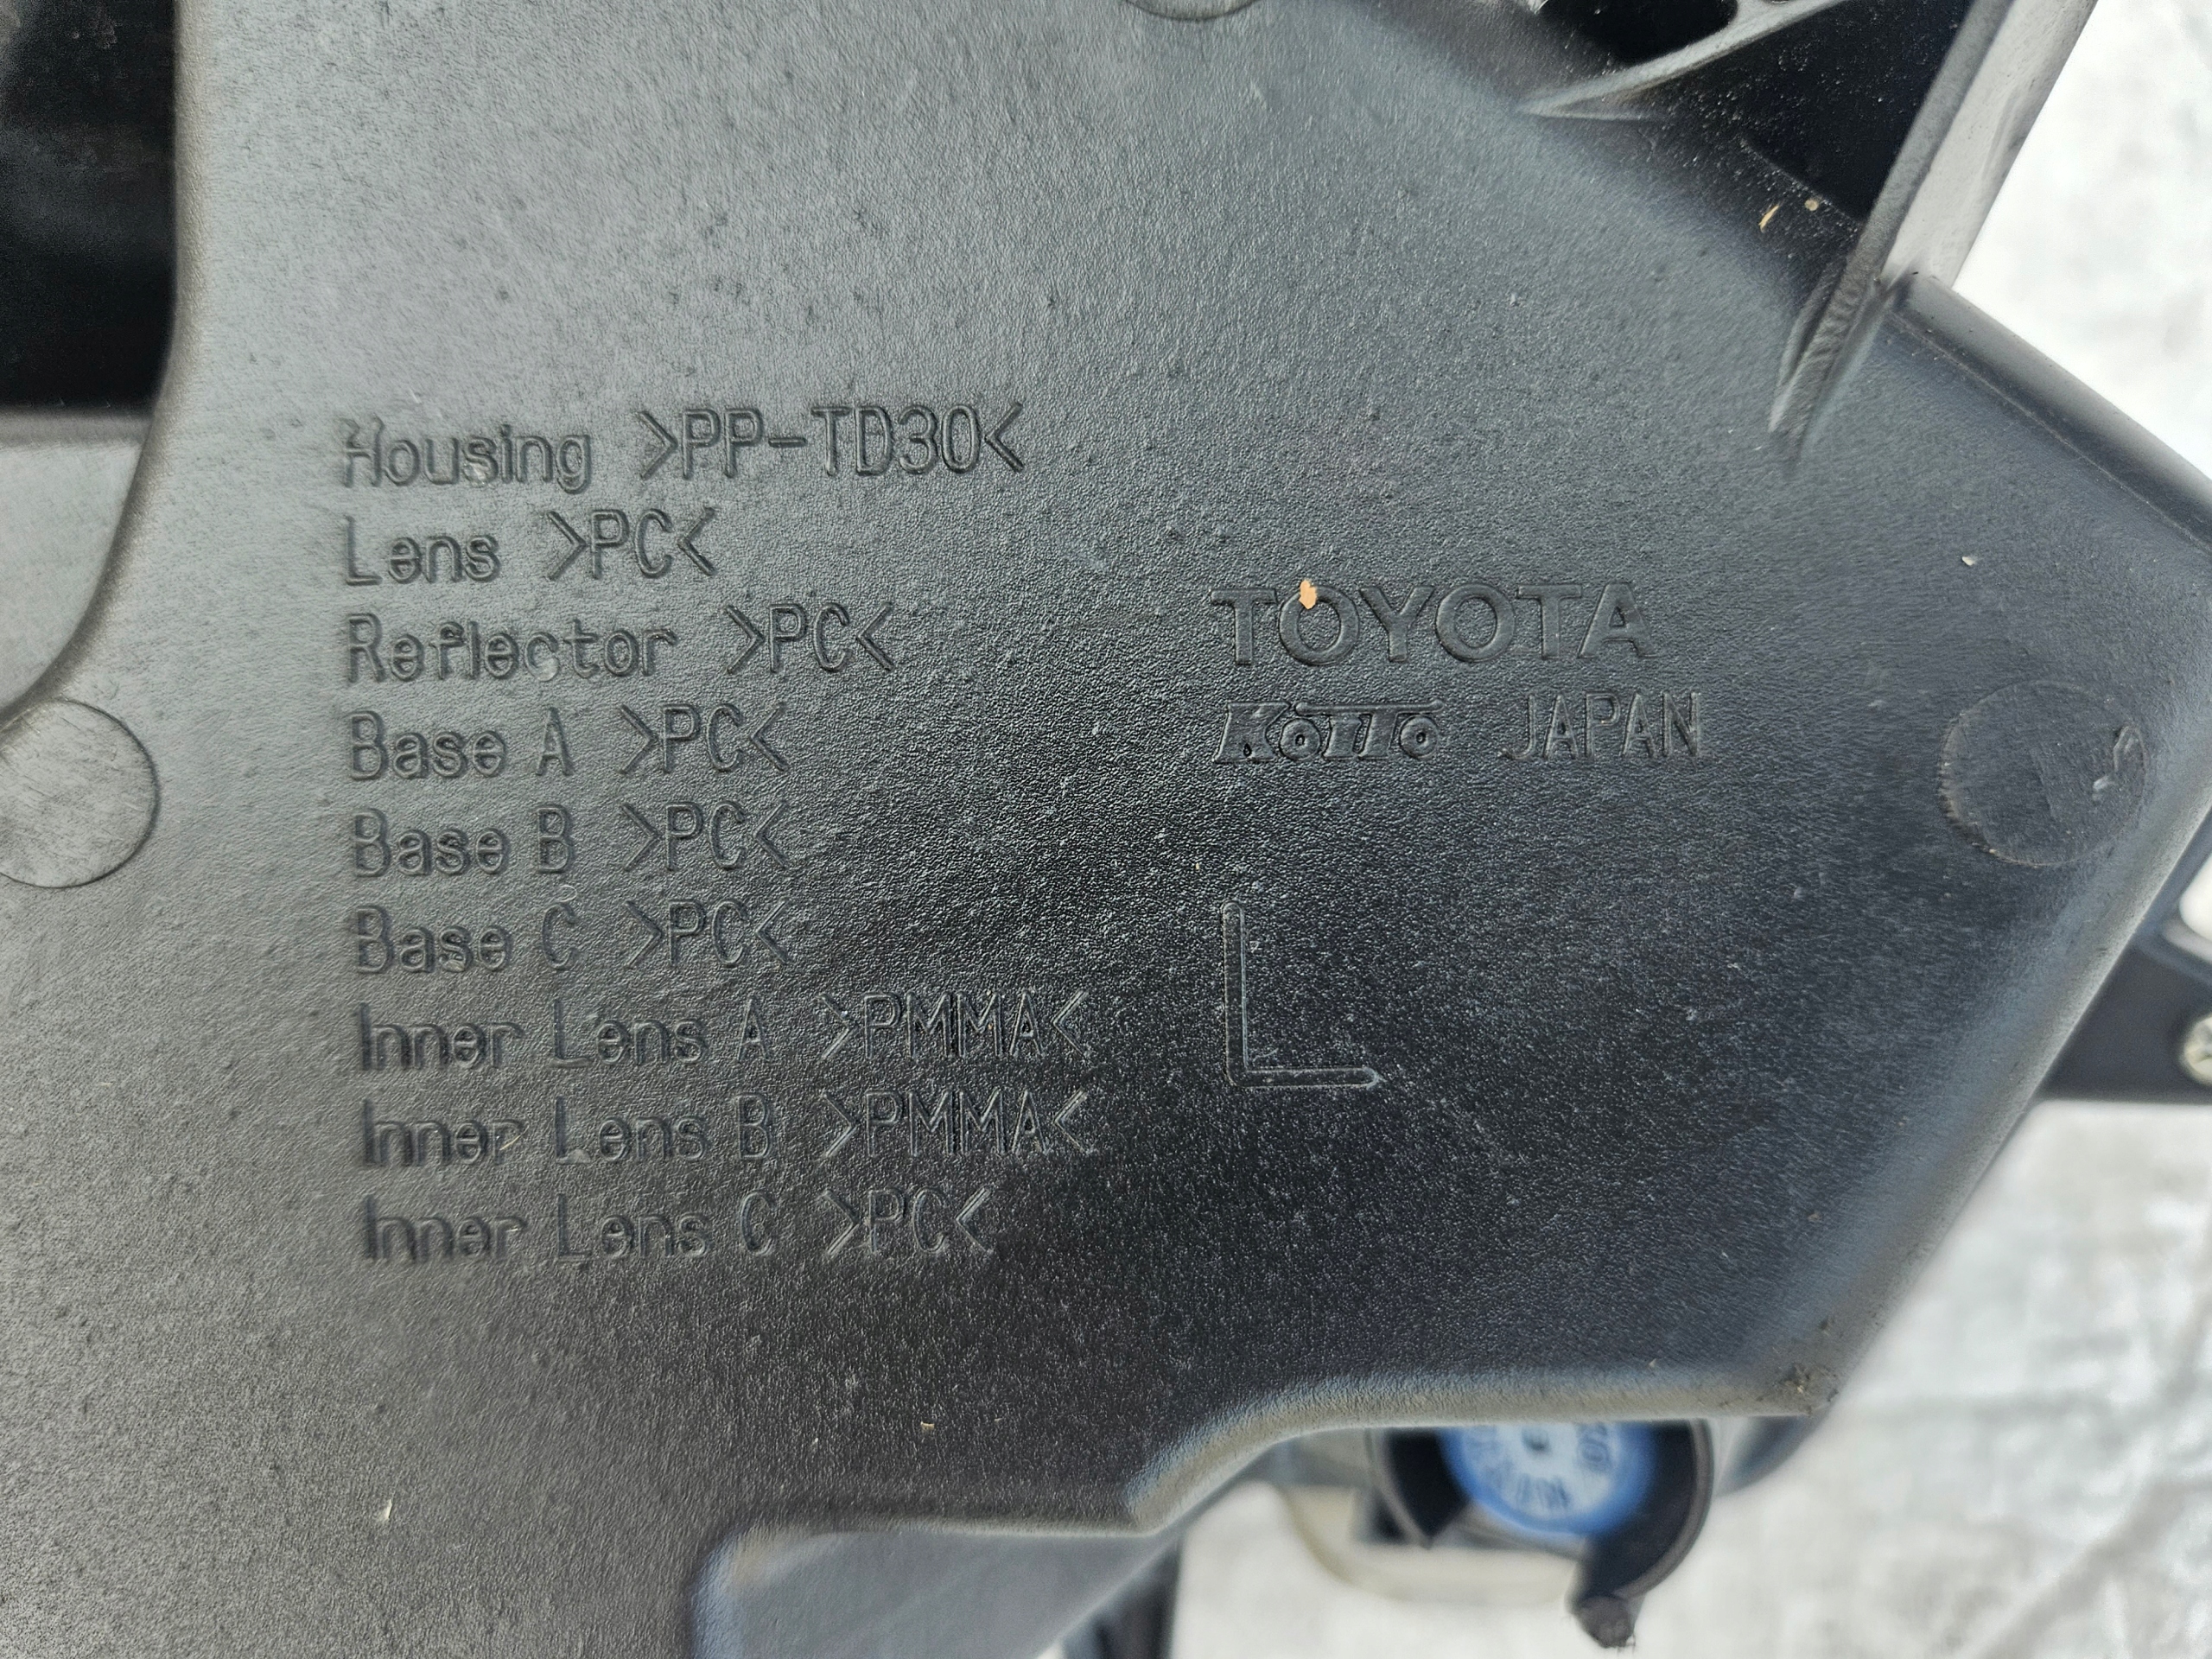 Housing >PP-TD30<
Lens >PC<
Reflector >PC<
Base A >PC<
Base B >PC<
Base C >PC<
Inner Lens A >PMMA<
Inner Lens B >PMMA<
Inner Lens C >PC<
TOYOTA
KOITO JAPAN
L